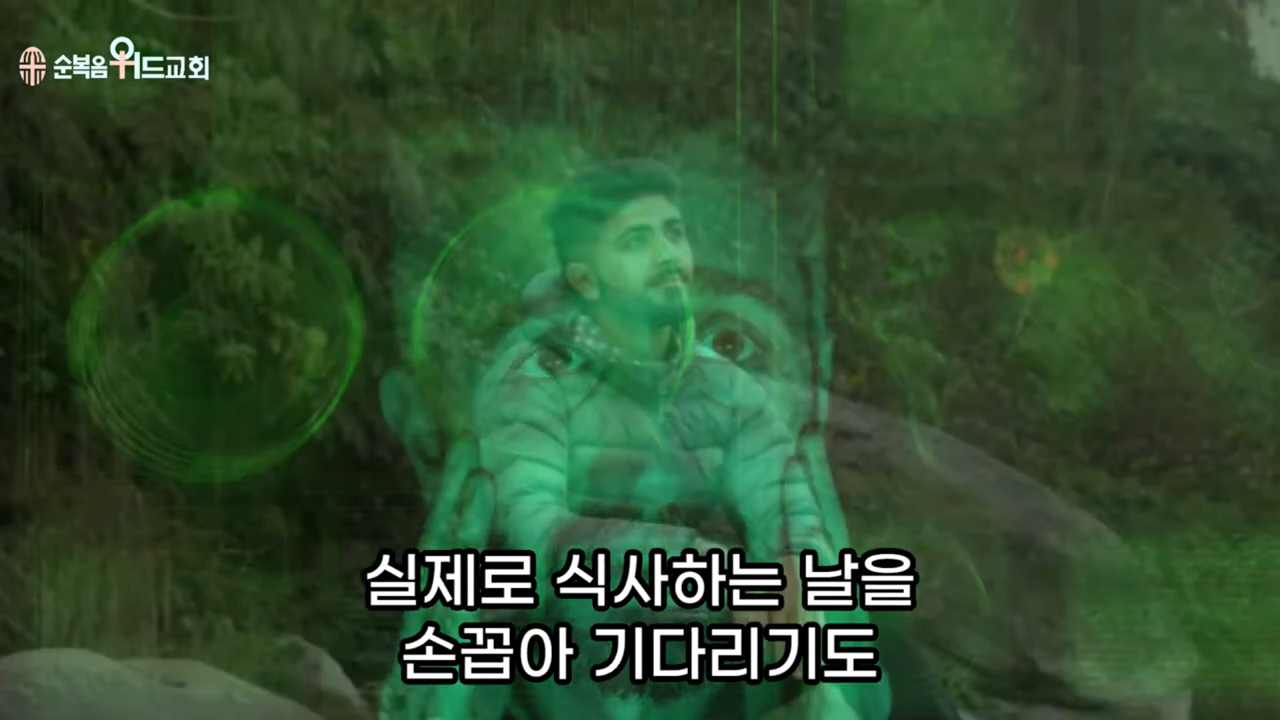 순복음워드교회
실제로 식사하는 날을
손꼽아 기다리기도